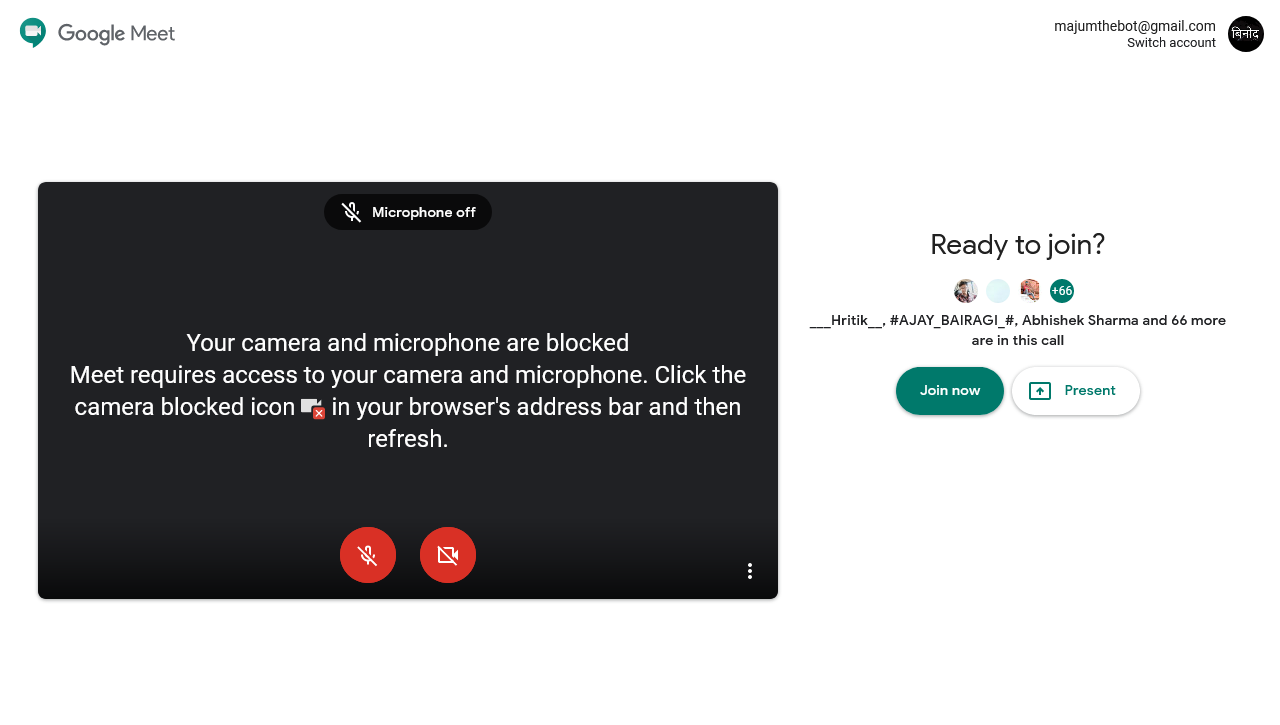 Google Meet
majumthebot@gmail.com
Switch account
बिनोद
Microphone off
Your camera and microphone are blocked
Meet requires access to your camera and microphone. Click the
camera blocked icon in your browser's address bar and then
refresh.
Ready to join?
+66
___Hritik__, #AJAY_BAIRAGI_#, Abhishek Sharma and 66 more
are in this call
Join now
Present